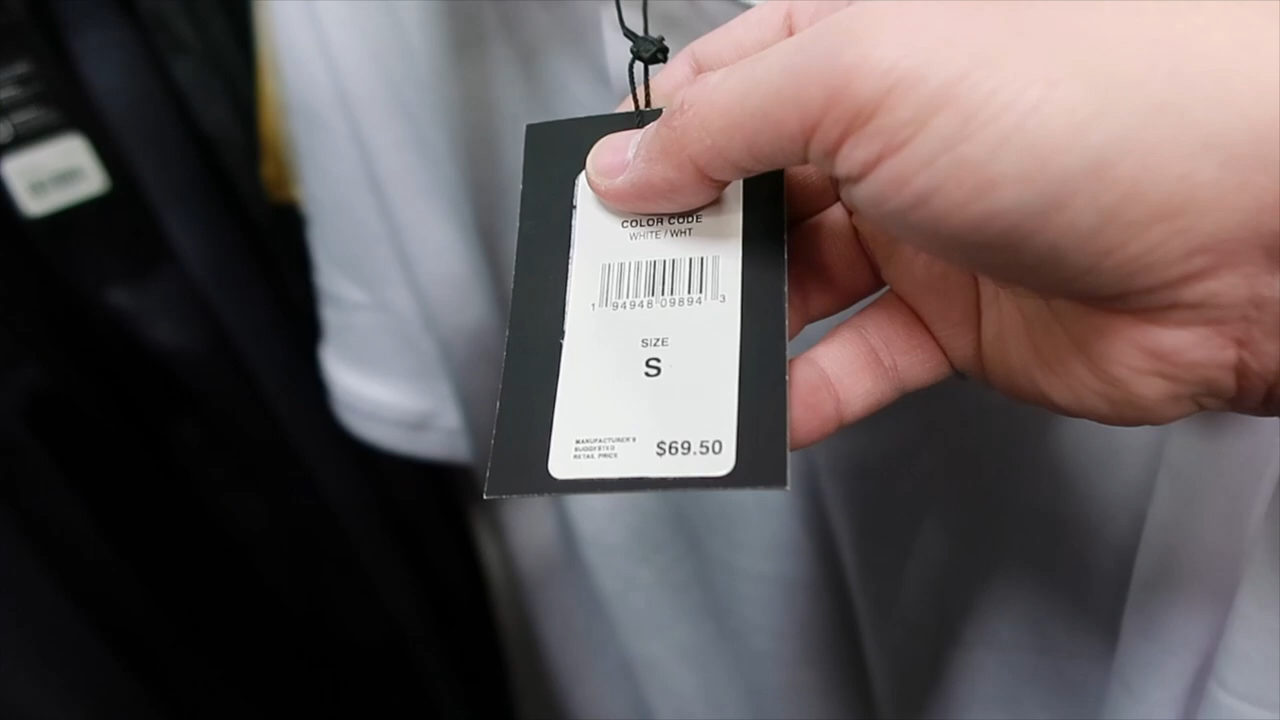 COLOR CODE
WHITE / WHT
1 94948 09894 3
SIZE
S
MANUFACTURER'S
SUGGESTED
RETAIL PRICE
$69.50